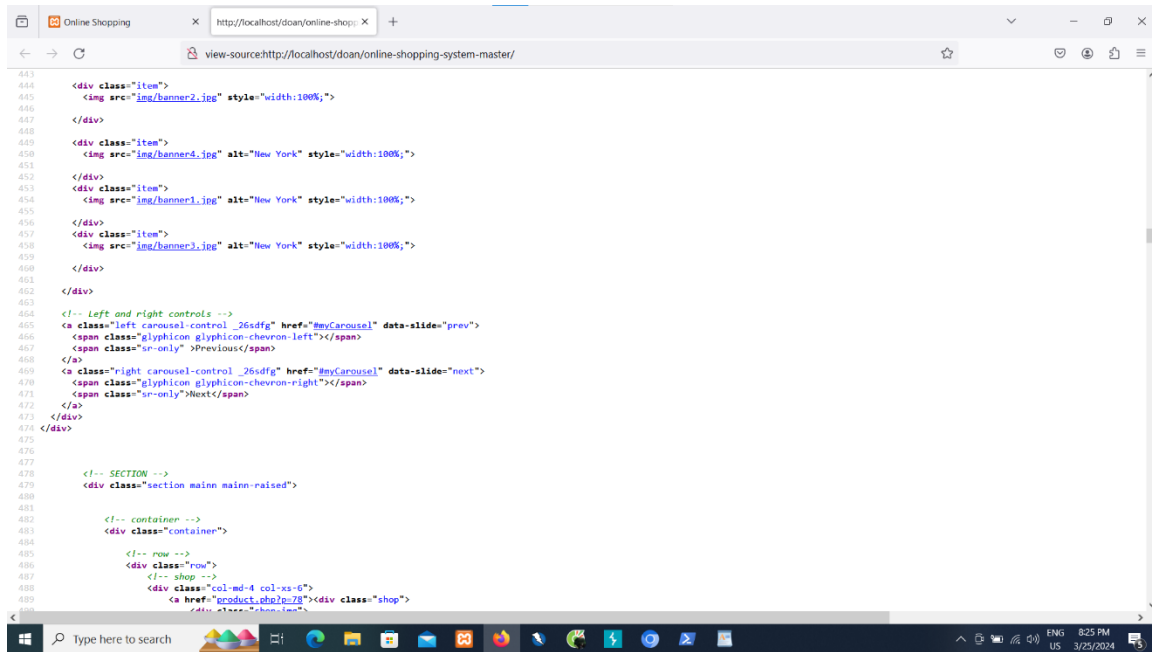 Online Shopping
http://localhost/doan/online-shopp
view-source:http://localhost/doan/online-shopping-system-master/
443
444 <div class="item">
445 <img src="img/banner2.jpg" style="width:100%;">
446
447 </div>
448
449 <div class="item">
450 <img src="img/banner4.jpg" alt="New York" style="width:100%;">
451
452 </div>
453 <div class="item">
454 <img src="img/banner1.jpg" alt="New York" style="width:100%;">
455
456 </div>
457 <div class="item">
458 <img src="img/banner3.jpg" alt="New York" style="width:100%;">
459
460 </div>
461
462 </div>
463
464 <!-- Left and right controls -->
465 <a class="left carousel-control _26sdfg" href="#myCarousel" data-slide="prev">
466 <span class="glyphicon glyphicon-chevron-left"></span>
467 <span class="sr-only" >Previous</span>
468 </a>
469 <a class="right carousel-control _26sdfg" href="#myCarousel" data-slide="next">
470 <span class="glyphicon glyphicon-chevron-right"></span>
471 <span class="sr-only">Next</span>
472 </a>
473 </div>
474 </div>
475
476
477
478 <!-- SECTION -->
479 <div class="section mainn mainn-raised">
480
481
482 <!-- container -->
483 <div class="container">
484
485 <!-- row -->
486 <div class="row">
487 <!-- shop -->
488 <div class="col-md-4 col-xs-6">
489 <a href="product.php?p=78"><div class="shop">
490 <div class="shop-img">
Type here to search
ENG 8:25 PM
US 3/25/2024
5